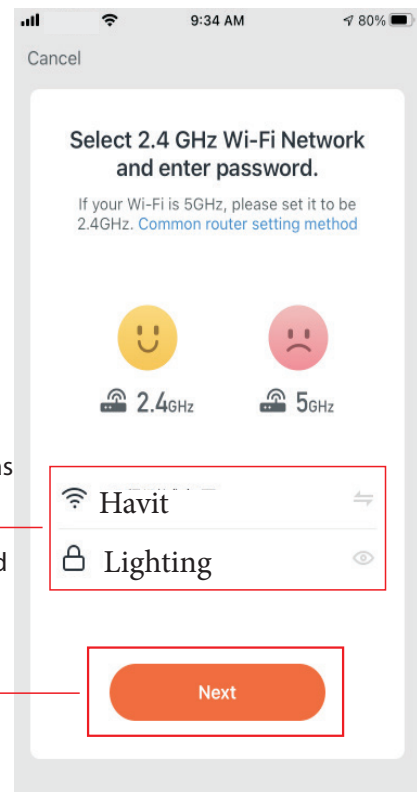 9:34 AM
80%
Cancel
Select 2.4 GHz Wi-Fi Network
and enter password.
If your Wi-Fi is 5GHz, please set it to be
2.4GHz. Common router setting method
2.4GHz
5GHz
Havit
Lighting
Next